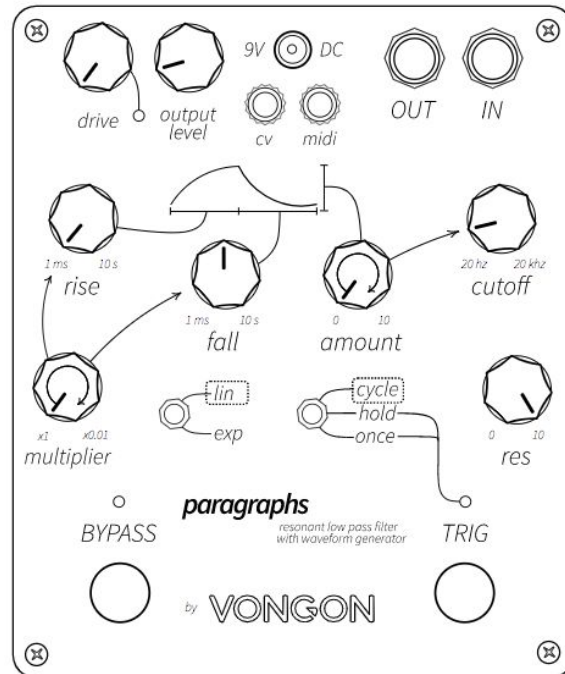 9V DC
drive
output
level
cv
midi
OUT
IN
1 ms
10 s
rise
1 ms
10 s
fall
0
10
amount
20 hz
20 khz
cutoff
x1
x0.01
multiplier
lin
exp
cycle
hold
once
0
10
res
BYPASS
paragraphs
resonant low pass filter
with waveform generator
TRIG
by VONGON